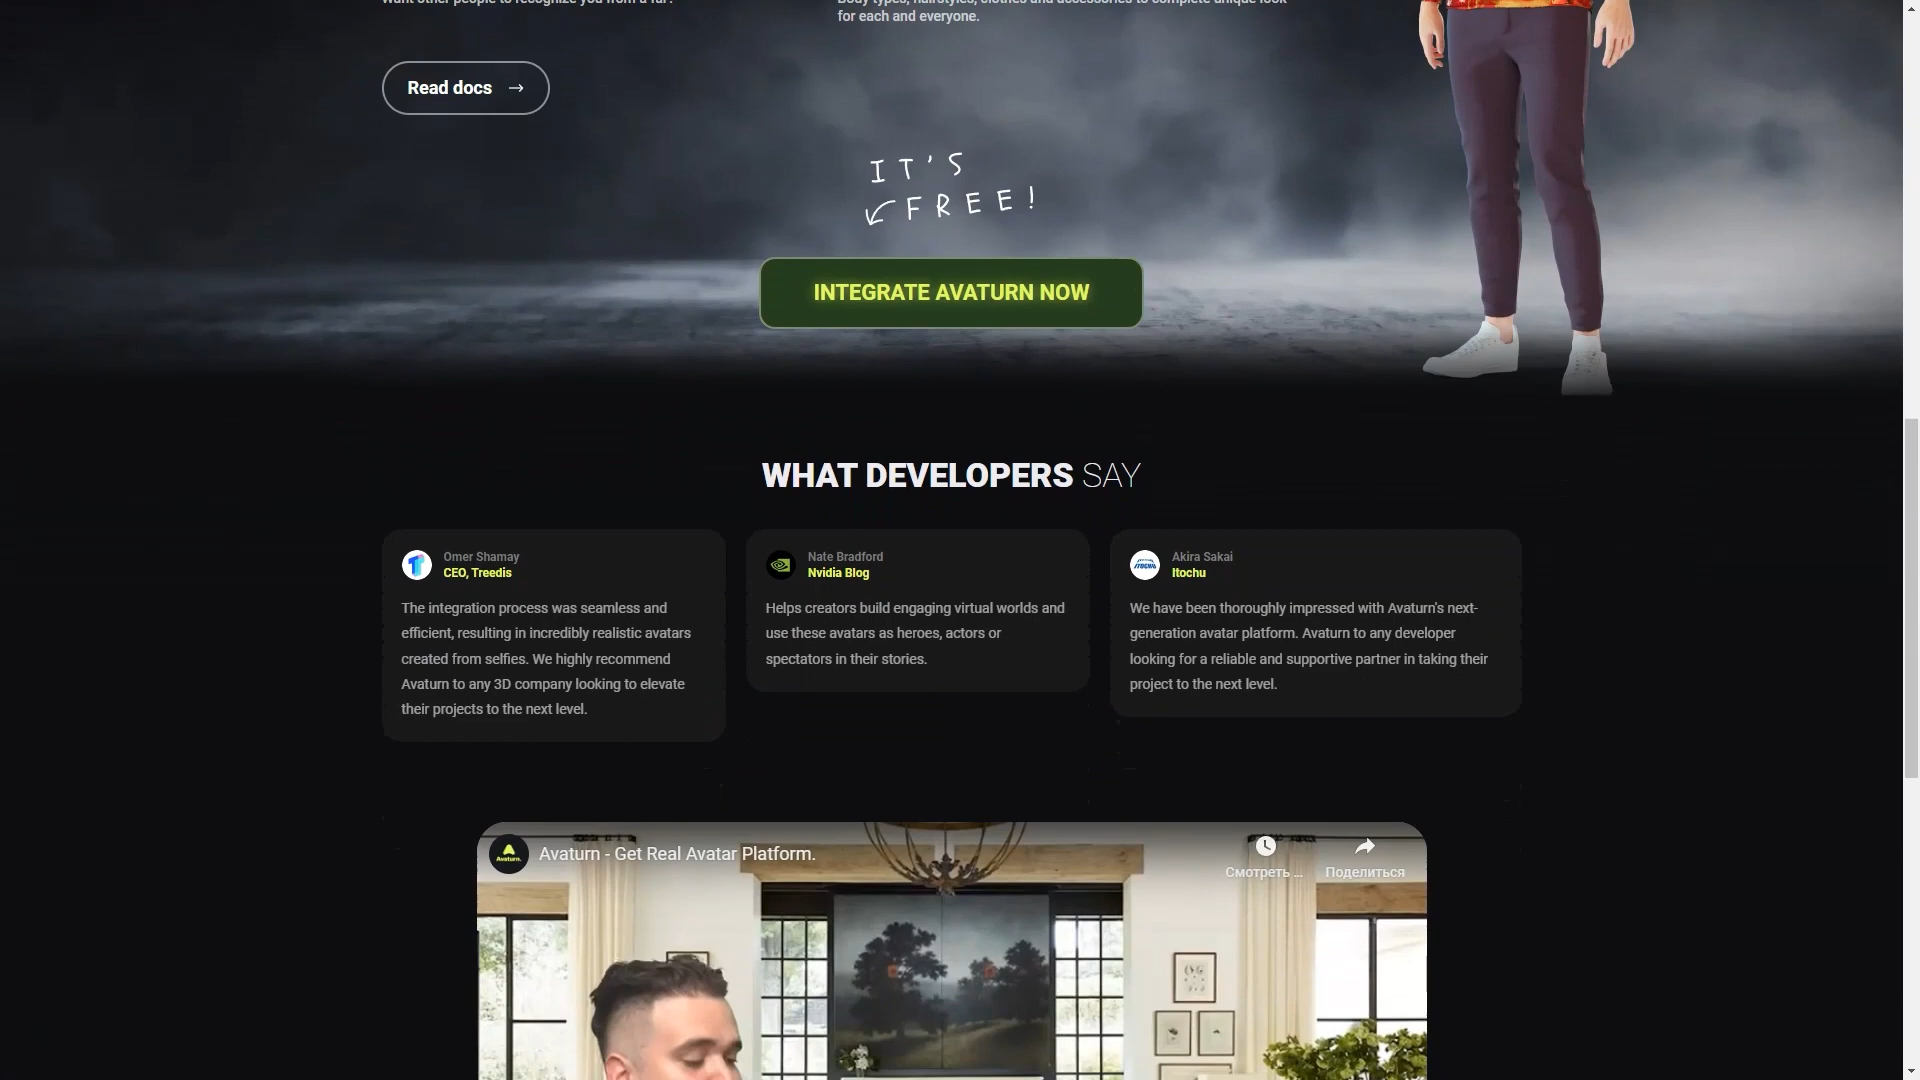 Want other people to recognize you from afar?
Body types, hairstyles, clothes and accessories to complete unique look
for each and everyone.
Read docs →
IT'S
FREE!
INTEGRATE AVATURN NOW
WHAT DEVELOPERS SAY
Omer Shamay
CEO, Treedis
The integration process was seamless and
efficient, resulting in incredibly realistic avatars
created from selfies. We highly recommend
Avaturn to any 3D company looking to elevate
their projects to the next level.
Nate Bradford
Nvidia Blog
Helps creators build engaging virtual worlds and
use these avatars as heroes, actors or
spectators in their stories.
ITOCHU
Akira Sakai
Itochu
We have been thoroughly impressed with Avaturn's next-
generation avatar platform. Avaturn to any developer
looking for a reliable and supportive partner in taking their
project to the next level.
Avaturn.
Avaturn - Get Real Avatar Platform.
Смотреть ...
Поделиться